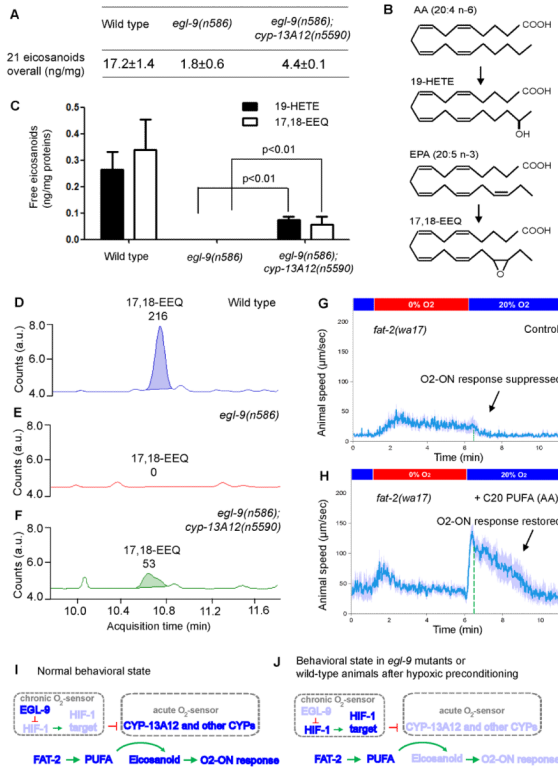 A
Wild type
egl-9(n586)
egl-9(n586);
cyp-13A12(n5590)
21 eicosanoids
overall (ng/mg)
17.2±1.4
1.8±0.6
4.4±0.1
B
AA (20:4 n-6)
COOH
19-HETE
COOH
OH
EPA (20:5 n-3)
COOH
17,18-EEQ
COOH
O
C
Free eicosanoids
(ng/mg proteins)
0.5
0.4
0.3
0.2
0.1
0.0
19-HETE
17,18-EEQ
p<0.01
p<0.01
Wild type
egl-9(n586)
egl-9(n586);
cyp-13A12(n5590)
D
17,18-EEQ
216
Wild type
Counts (a.u.)
8.0
6.0
4.0
E
egl-9(n586)
17,18-EEQ
0
Counts (a.u.)
8.0
6.0
4.0
F
egl-9(n586);
cyp-13A12(n5590)
17,18-EEQ
53
Counts (a.u.)
8.0
6.0
4.0
10.0
10.4
10.8
11.2
11.6
Acquisition time (min)
G
0% O2
20% O2
fat-2(wa17)
Control
O2-ON response suppressed
Animal speed (μm/sec)
200
150
100
50
0
0
2
4
6
8
10
Time (min)
H
0% O2
20% O2
fat-2(wa17)
+ C20 PUFA (AA)
O2-ON response restored
Animal speed (μm/sec)
200
150
100
50
0
0
2
4
6
8
10
Time (min)
I
Normal behavioral state
chronic O2-sensor
EGL-9
HIF-1
HIF-1
target
acute O2-sensor
CYP-13A12 and other CYPs
FAT-2
PUFA
Eicosanoid
O2-ON response
J
Behavioral state in egl-9 mutants or
wild-type animals after hypoxic preconditioning
chronic O2-sensor
EGL-9
HIF-1
HIF-1
target
acute O2-sensor
CYP-13A12 and other CYPs
FAT-2
PUFA
Eicosanoid
O2-ON response